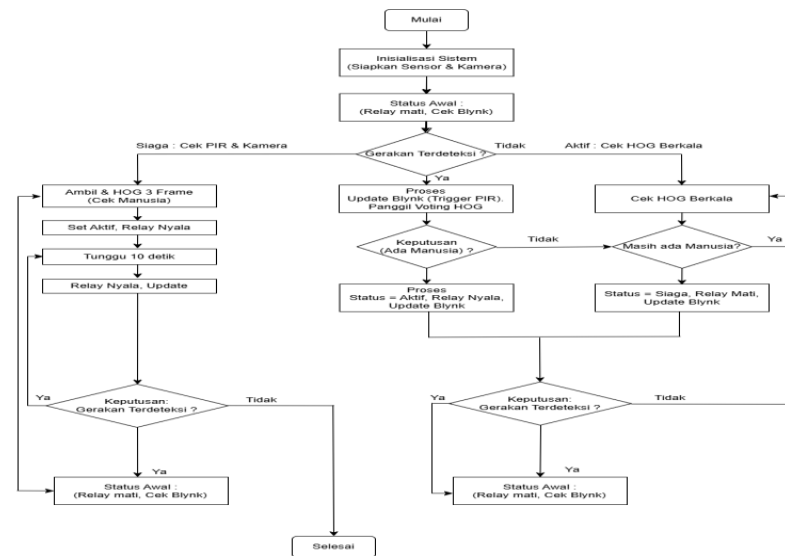 Mulai
Inisialisasi Sistem
(Siapkan Sensor & Kamera)
Status Awal :
(Relay mati, Cek Blynk)
Siaga : Cek PIR & Kamera
Gerakan Terdeteksi ?
Tidak
Aktif : Cek HOG Berkala
Ya
Ambil & HOG 3 Frame
(Cek Manusia)
Proses
Update Blynk (Trigger PIR).
Panggil Voting HOG
Cek HOG Berkala
Set Aktif, Relay Nyala
Tunggu 10 detik
Keputusan
(Ada Manusia) ?
Tidak
Masih ada Manusia?
Ya
Relay Nyala, Update
Proses
Status = Aktif, Relay Nyala,
Update Blynk
Status = Siaga, Relay Mati,
Update Blynk
Ya
Keputusan:
Gerakan Terdeteksi ?
Tidak
Ya
Keputusan:
Gerakan Terdeteksi ?
Tidak
Ya
Status Awal :
(Relay mati, Cek Blynk)
Ya
Status Awal :
(Relay mati, Cek Blynk)
Selesai